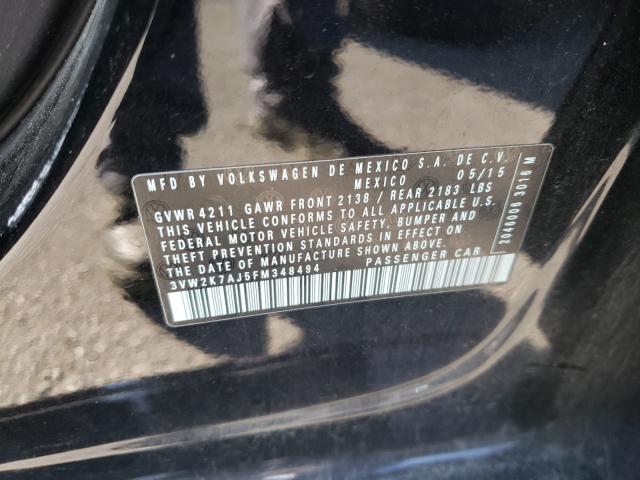 MFD BY VOLKSWAGEN DE MEXICO S.A. DE C.V.
MEXICO 05/15
GVWR 4211 GAWR FRONT 2138 / REAR 2183 LBS
THIS VEHICLE CONFORMS TO ALL APPLICABLE U.S.
FEDERAL MOTOR VEHICLE SAFETY, BUMPER AND
THEFT PREVENTION STANDARDS IN EFFECT ON
THE DATE OF MANUFACTURE SHOWN ABOVE.
3VW2K7AJ5FM348494 PASSENGER CAR
2046006 3016 M